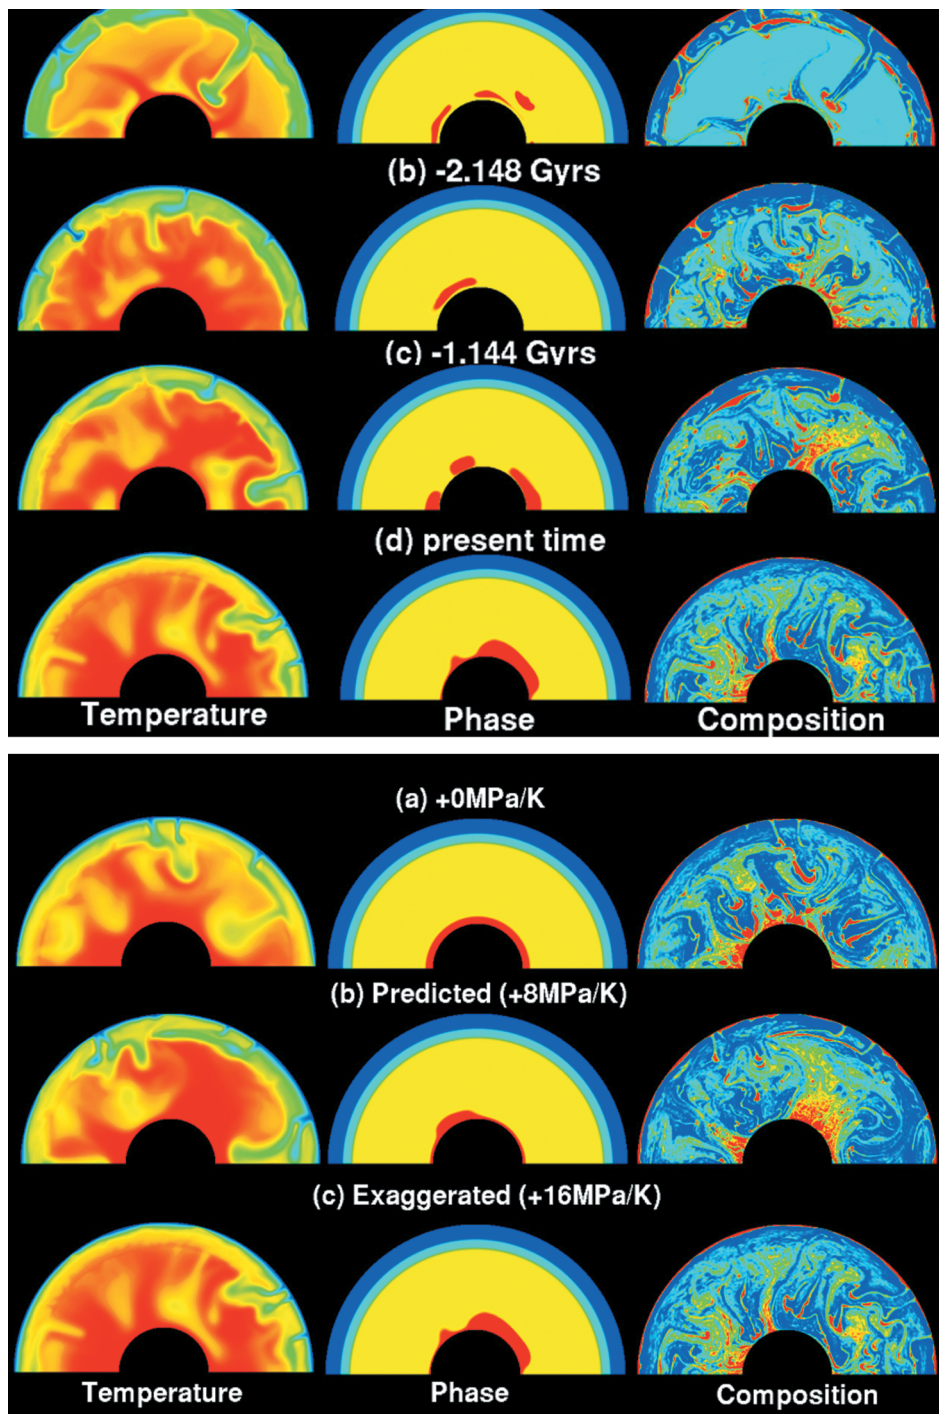 (b) -2.148 Gyrs
(c) -1.144 Gyrs
(d) present time
Temperature Phase Composition
(a) +0MPa/K
(b) Predicted (+8MPa/K)
(c) Exaggerated (+16MPa/K)
Temperature Phase Composition